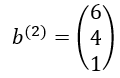 b⁽²⁾ = (6
4
1)